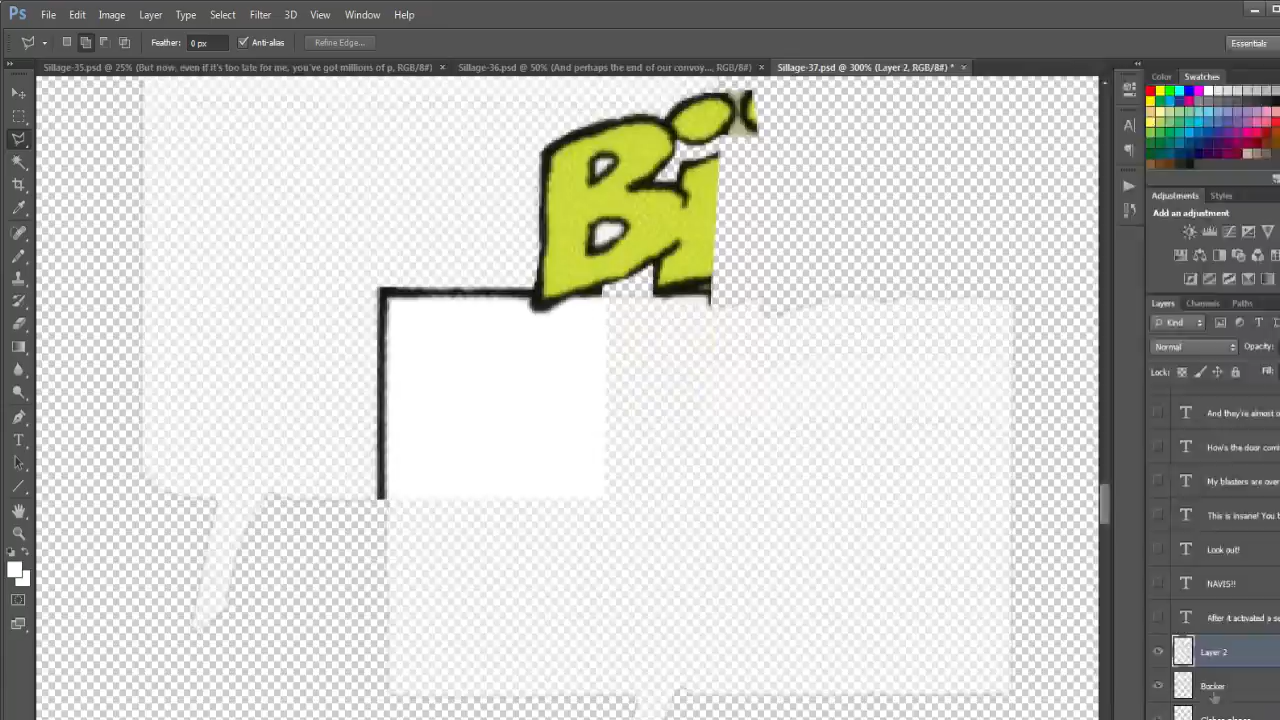 Ps File Edit Image Layer Type Select Filter 3D View Window Help
Feather: 0 px Anti-alias Refine Edge... Essentials
Sillage-35.psd @ 25% (But now, even if it's too late for me, you've got millions of p, RGB/8#) × Sillage-36.psd @ 50% (And perhaps the end of our convoy..., RGB/8#) × Sillage-37.psd @ 300% (Layer 2, RGB/8#) * ×
Color Swatches
Adjustments Styles
Add an adjustment
Layers Channels Paths
Kind
Normal Opacity:
Lock: Fill:
And they're almost o
How's the door comi
My blasters are over
This is insane! You b
Look out!
NAVIS!!
After it activated a se
Layer 2
Bi